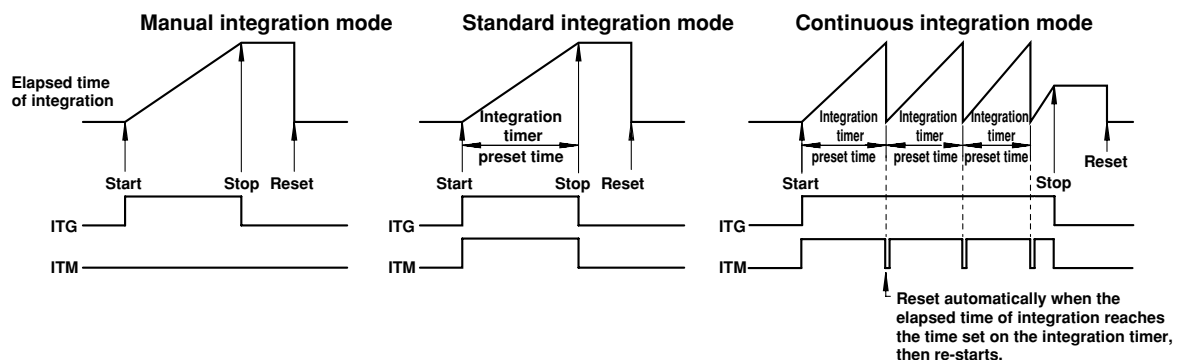 Manual integration mode
Standard integration mode
Continuous integration mode
Elapsed time
of integration
Start
Stop
Reset
ITG
ITM
Integration
timer
preset time
Start
Stop
Reset
ITG
ITM
Integration
timer
preset time
Integration
timer
preset time
Integration
timer
preset time
Start
Stop
Reset
ITG
ITM
Reset automatically when the
elapsed time of integration reaches
the time set on the integration timer,
then re-starts.